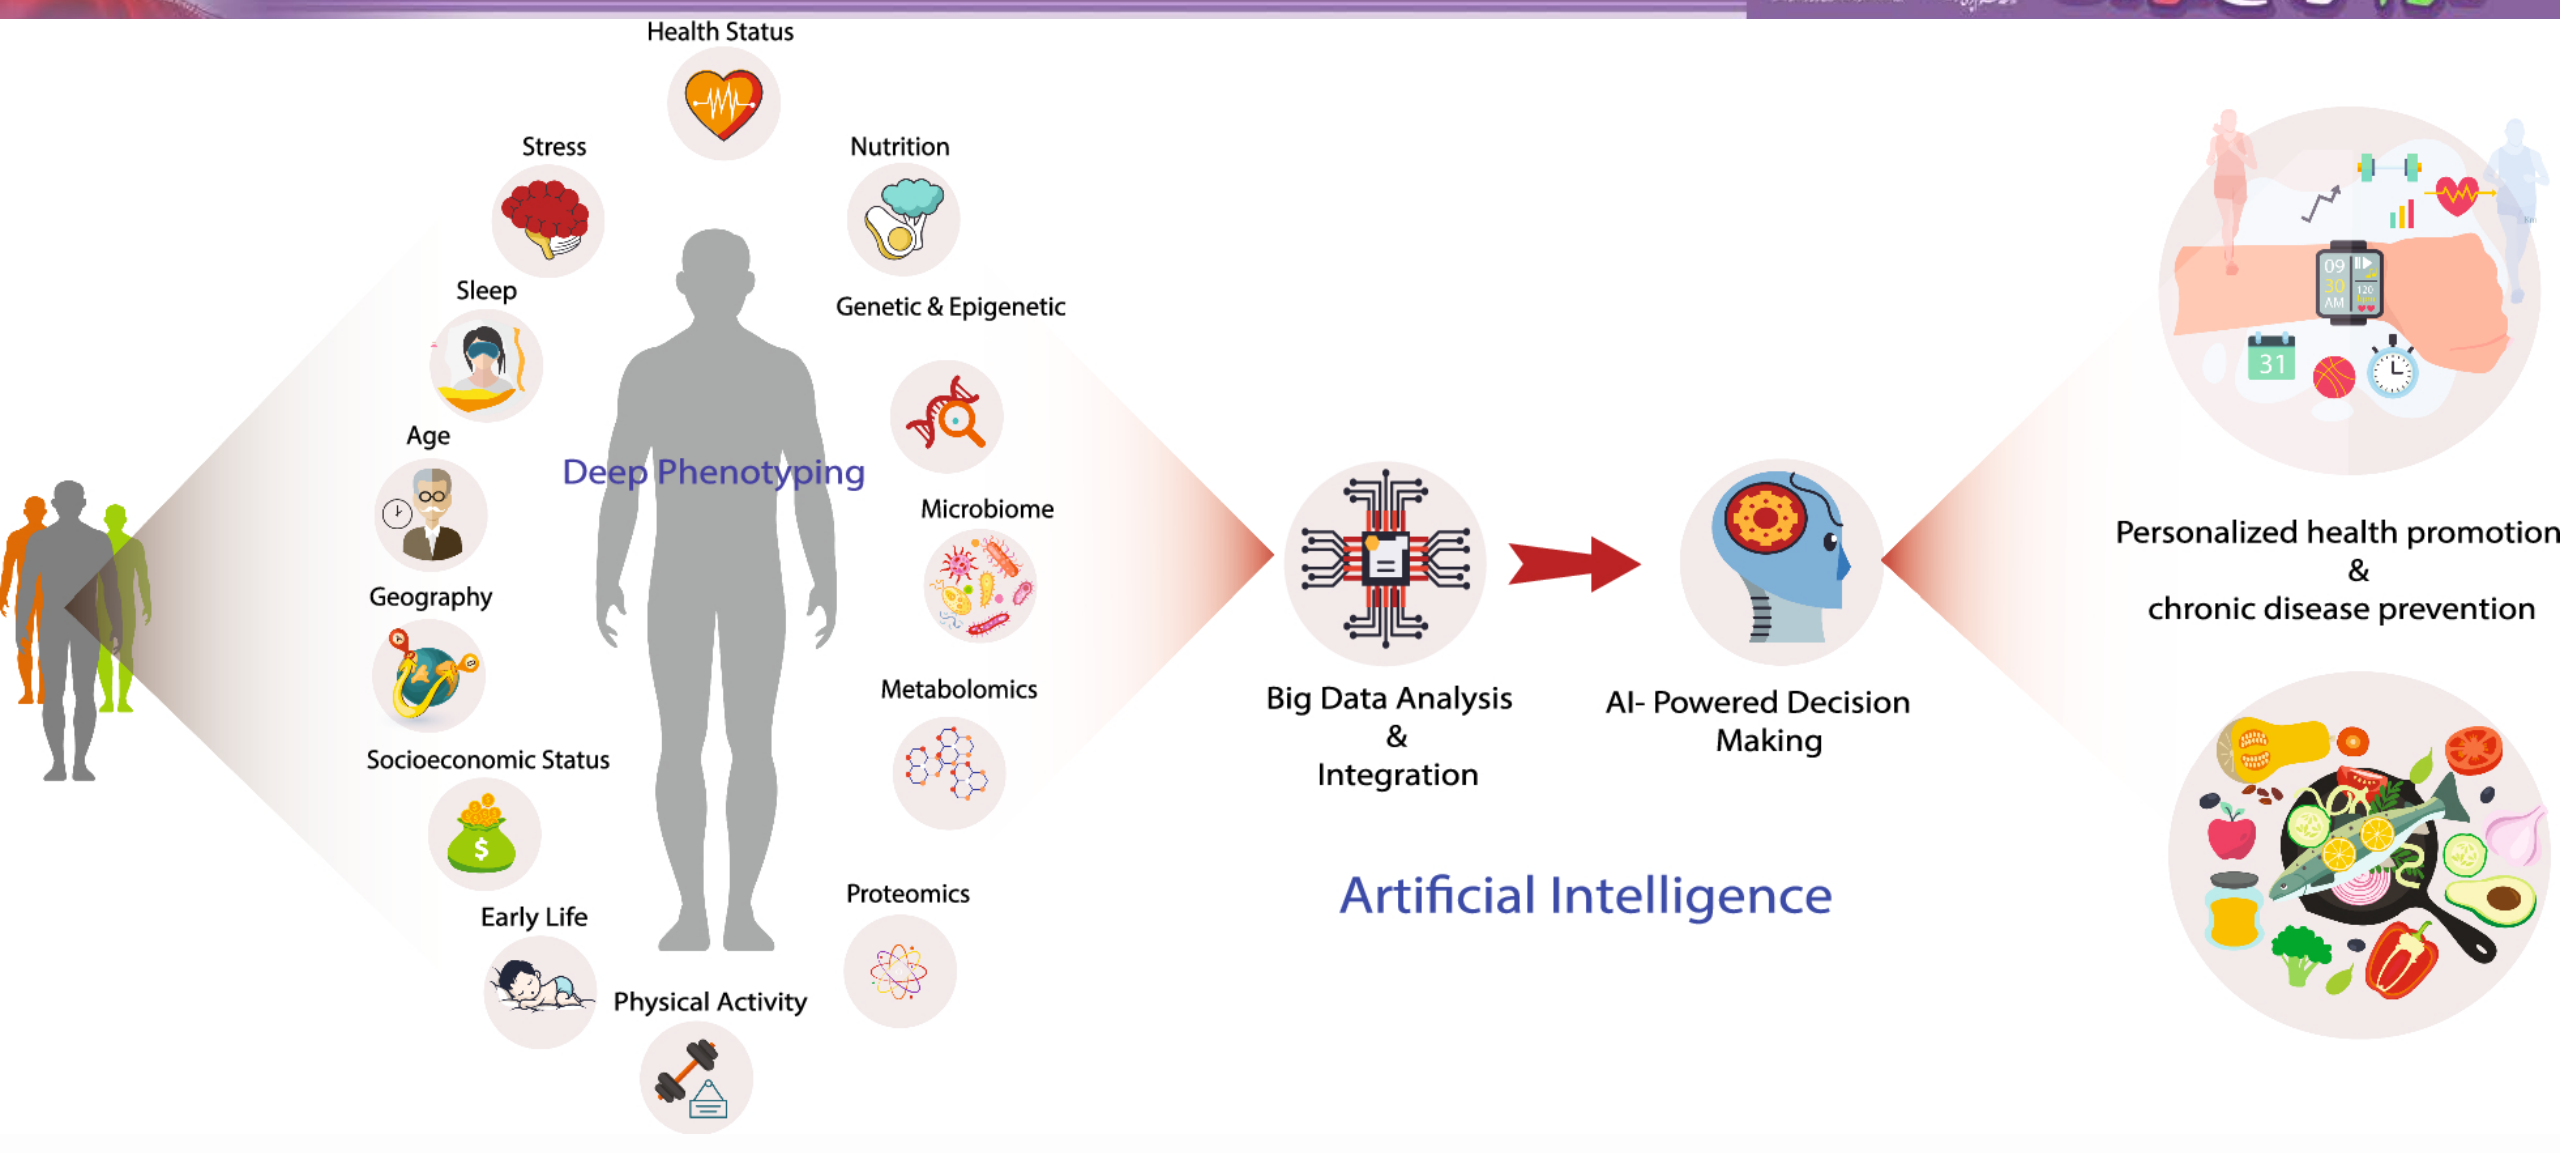 Health Status
Stress
Nutrition
Sleep
Genetic & Epigenetic
Age
Deep Phenotyping
Microbiome
Geography
Metabolomics
Socioeconomic Status
Proteomics
Early Life
Physical Activity
$
Big Data Analysis
&
Integration
AI- Powered Decision
Making
Artificial Intelligence
09
30
AM
120
31
Personalized health promotion
&
chronic disease prevention